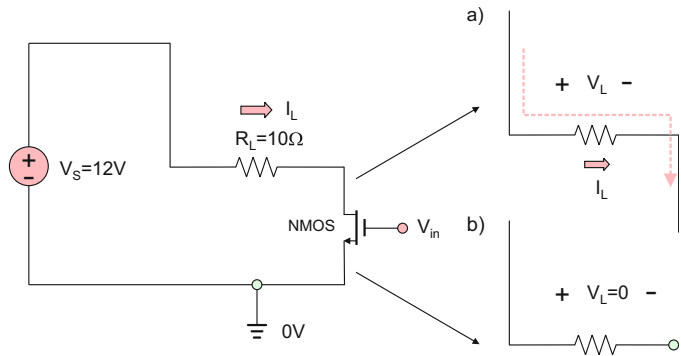 a)
+ V_L -
I_L
R_L=10Ω
+
-
V_S=12V
I_L
NMOS
V_in
b)
+ V_L=0 -
0V